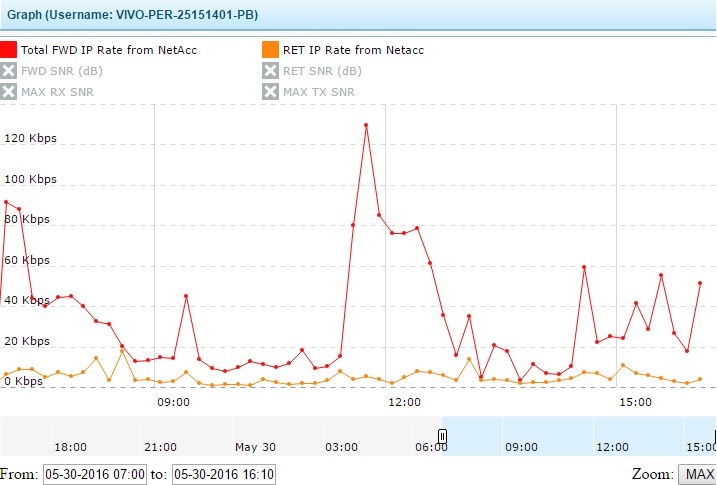 Graph (Username: VIVO-PER-25151401-PB)
Total FWD IP Rate from NetAcc RET IP Rate from Netacc
FWD SNR (dB) RET SNR (dB)
MAX RX SNR MAX TX SNR
120 Kbps
100 Kbps
80 Kbps
60 Kbps
40 Kbps
20 Kbps
0 Kbps
09:00 12:00 15:00
18:00 21:00 May 30 03:00 06:00 09:00 12:00 15:00
From: 05-30-2016 07:00 to: 05-30-2016 16:10 Zoom: MAX